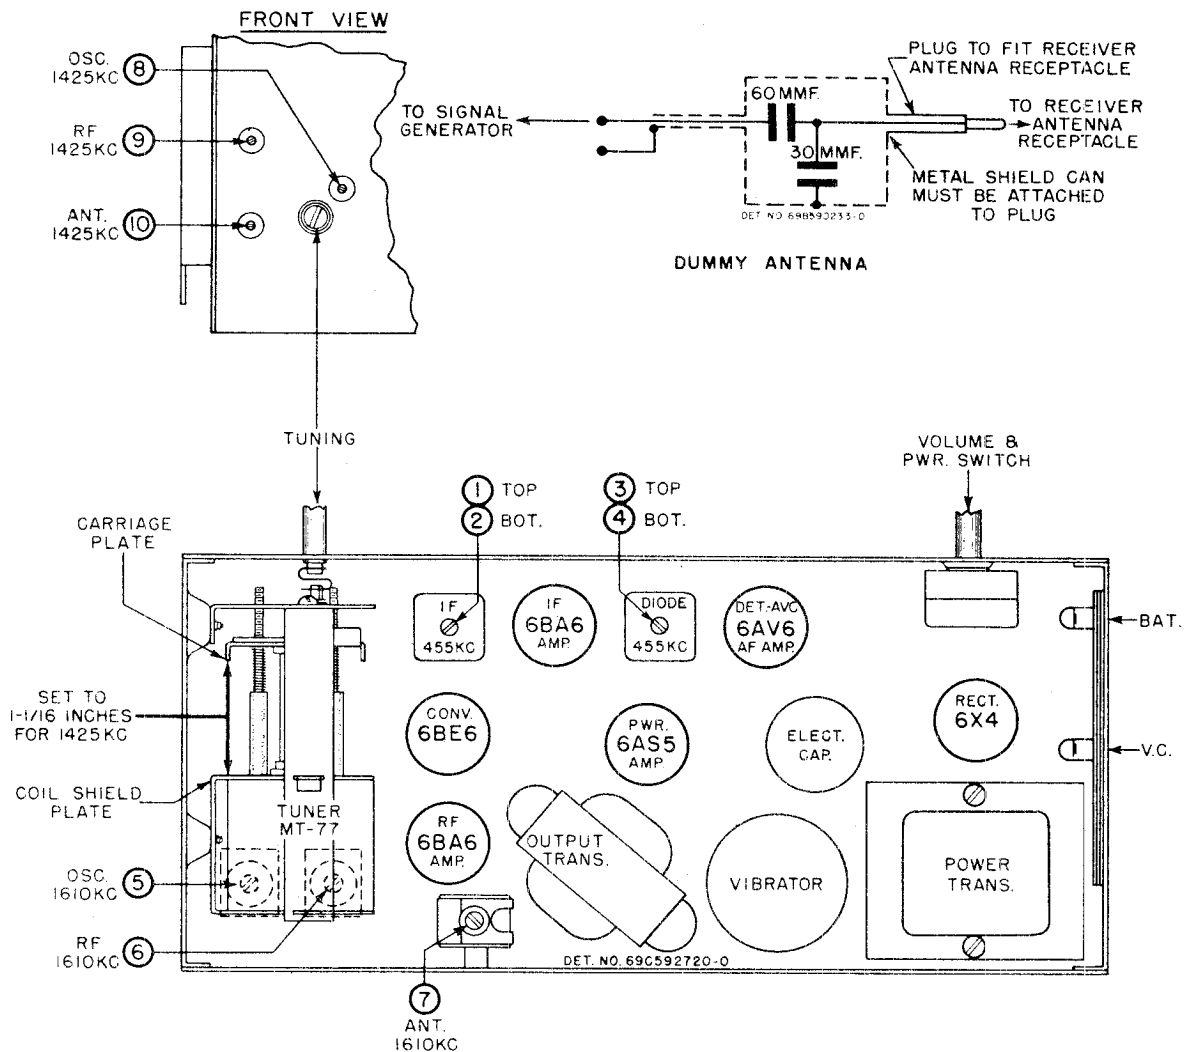 FRONT VIEW
OSC.
1425KC
8
RF
1425KC
9
ANT.
1425KC
10
TO SIGNAL
GENERATOR
60 MMF.
30 MMF.
PLUG TO FIT RECEIVER
ANTENNA RECEPTACLE
TO RECEIVER
ANTENNA
RECEPTACLE
METAL SHIELD CAN
MUST BE ATTACHED
TO PLUG
DET. NO. 69B590233-0
DUMMY ANTENNA
TUNING
1 TOP
2 BOT.
3 TOP
4 BOT.
VOLUME &
PWR. SWITCH
CARRIAGE
PLATE
IF
455KC
IF
6BA6
AMP.
DIODE
455KC
DET.-AVC
6AV6
AF AMP.
BAT.
SET TO
1-1/16 INCHES
FOR 1425KC
CONV.
6BE6
PWR.
6AS5
AMP.
ELECT.
CAP.
RECT.
6X4
V.C.
COIL SHIELD
PLATE
TUNER
MT-77
RF
6BA6
AMP.
OUTPUT
TRANS.
VIBRATOR
POWER
TRANS.
OSC.
1610KC
5
RF
1610KC
6
DET. NO. 69C592720-0
7
ANT.
1610KC